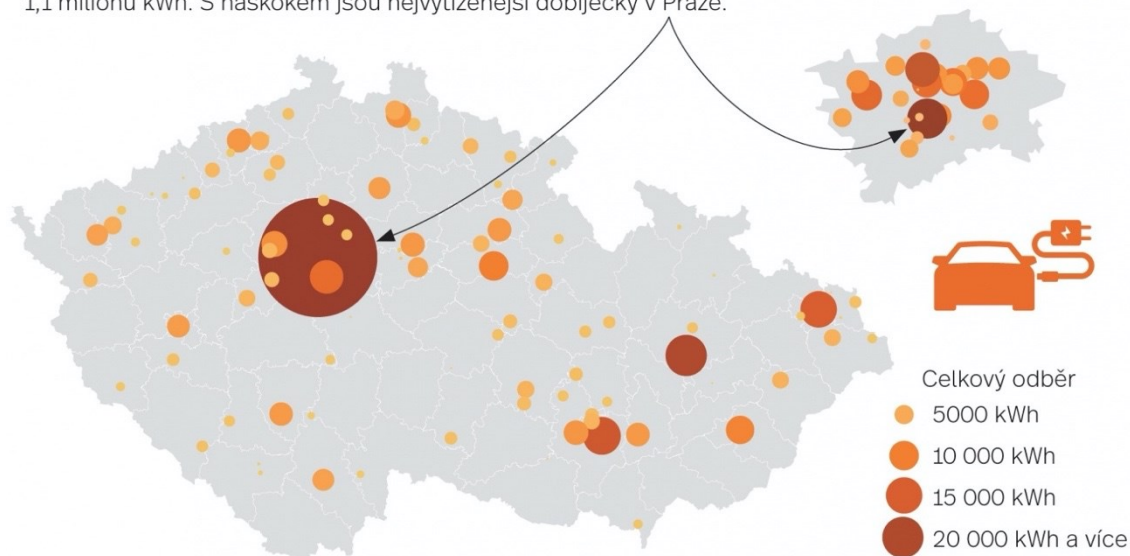 1,1 milionu kWh. S náskokem jsou nejvytíženější dobíječky v Praze.
Celkový odběr
5000 kWh
10 000 kWh
15 000 kWh
20 000 kWh a více